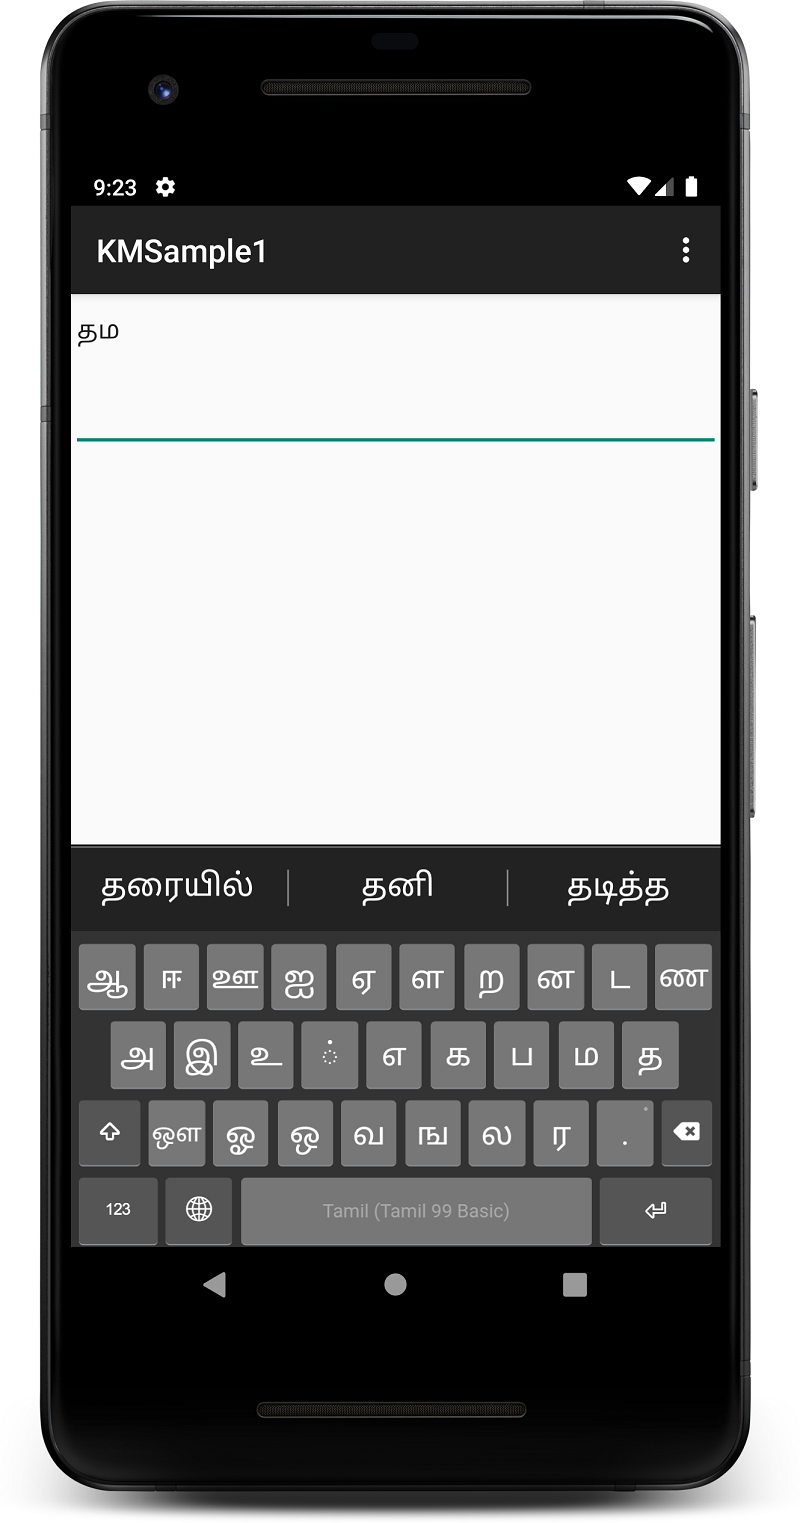 9:23
KMSample1
தம
தரையில் தனி தடித்த
ஆ ஈ ஊ ஐ ஏ ள ற ன ட ண
அ இ உ ் எ க ப ம த
ஔ ஓ ஒ வ ங ல ர .
123 Tamil (Tamil 99 Basic)